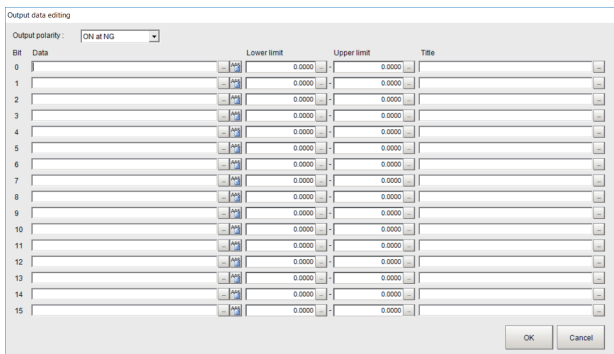 Output data editing
Output polarity : ON at NG
Bit Data Lower limit Upper limit Title
0 ... 0.0000 ... - 0.0000 ... ...
1 ... 0.0000 ... - 0.0000 ... ...
2 ... 0.0000 ... - 0.0000 ... ...
3 ... 0.0000 ... - 0.0000 ... ...
4 ... 0.0000 ... - 0.0000 ... ...
5 ... 0.0000 ... - 0.0000 ... ...
6 ... 0.0000 ... - 0.0000 ... ...
7 ... 0.0000 ... - 0.0000 ... ...
8 ... 0.0000 ... - 0.0000 ... ...
9 ... 0.0000 ... - 0.0000 ... ...
10 ... 0.0000 ... - 0.0000 ... ...
11 ... 0.0000 ... - 0.0000 ... ...
12 ... 0.0000 ... - 0.0000 ... ...
13 ... 0.0000 ... - 0.0000 ... ...
14 ... 0.0000 ... - 0.0000 ... ...
15 ... 0.0000 ... - 0.0000 ... ...
OK Cancel